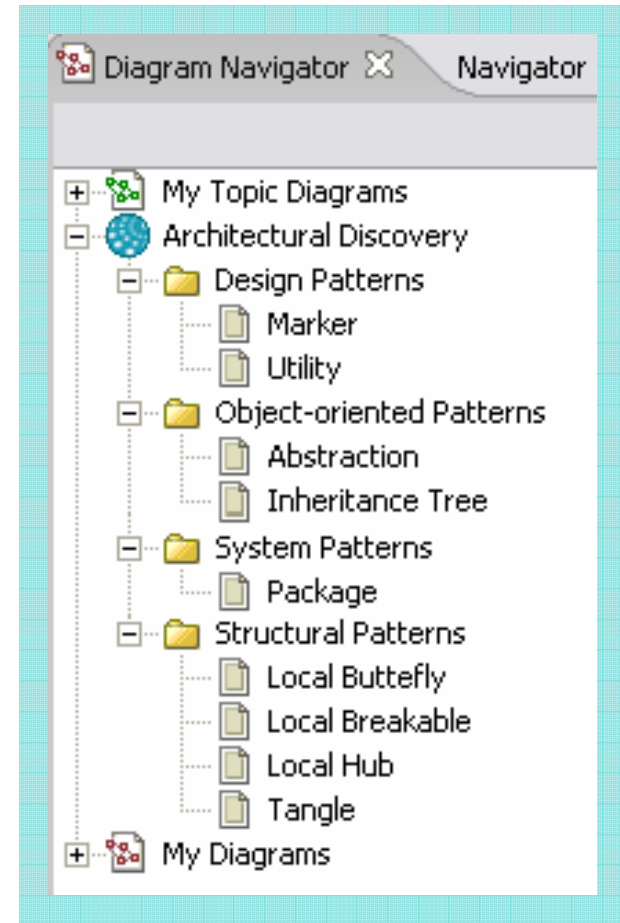 Diagram Navigator Navigator
My Topic Diagrams
Architectural Discovery
Design Patterns
Marker
Utility
Object-oriented Patterns
Abstraction
Inheritance Tree
System Patterns
Package
Structural Patterns
Local Buttefly
Local Breakable
Local Hub
Tangle
My Diagrams